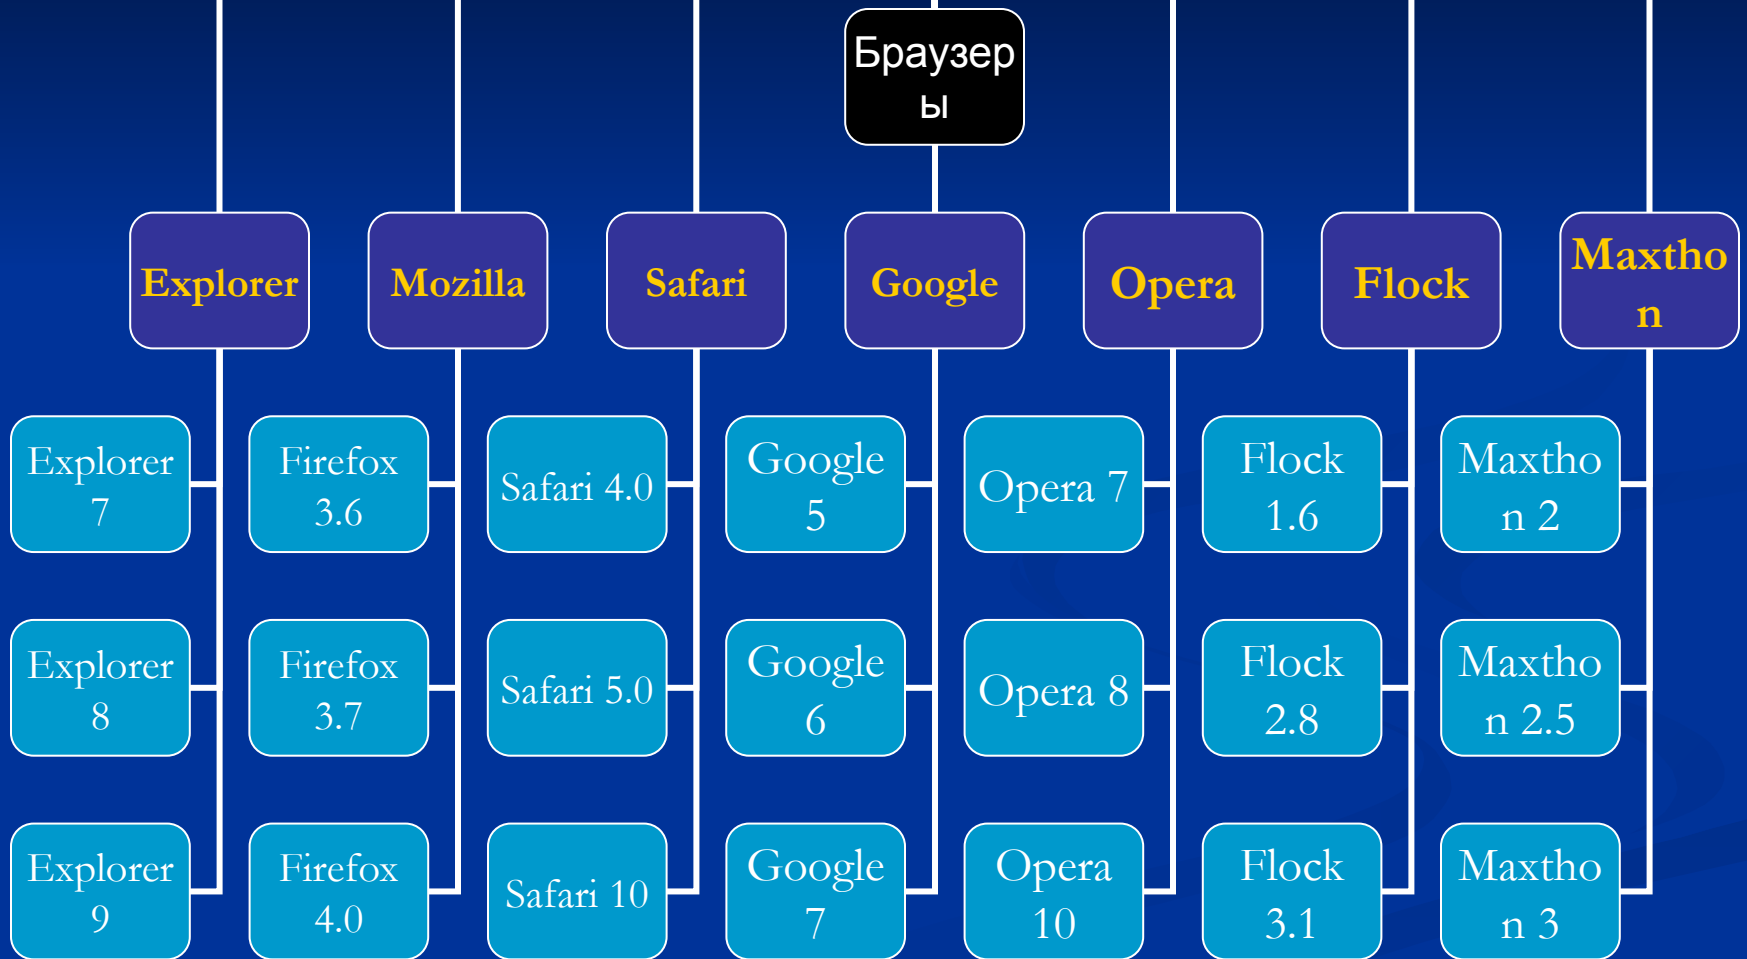 Браузер
ы
Explorer
Mozilla
Safari
Google
Opera
Flock
Maxtho
n
Explorer
7
Firefox
3.6
Safari 4.0
Google
5
Opera 7
Flock
1.6
Maxtho
n 2
Explorer
8
Firefox
3.7
Safari 5.0
Google
6
Opera 8
Flock
2.8
Maxtho
n 2.5
Explorer
9
Firefox
4.0
Safari 10
Google
7
Opera
10
Flock
3.1
Maxtho
n 3